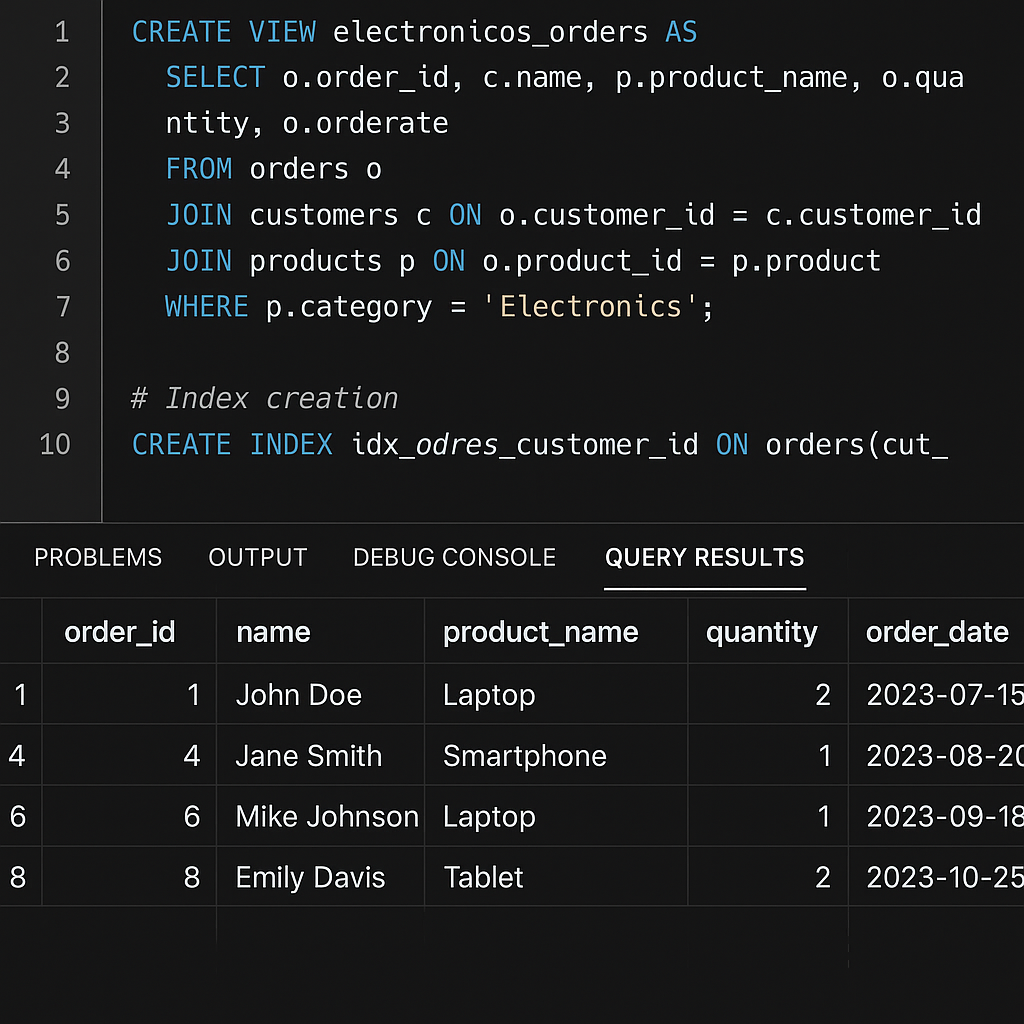 1 CREATE VIEW electronicos_orders AS
2 SELECT o.order_id, c.name, p.product_name, o.qua
3 ntity, o.orderate
4 FROM orders o
5 JOIN customers c ON o.customer_id = c.customer_id
6 JOIN products p ON o.product_id = p.product
7 WHERE p.category = 'Electronics';
8
9 # Index creation
10 CREATE INDEX idx_odres_customer_id ON orders(cut_
PROBLEMS OUTPUT DEBUG CONSOLE QUERY RESULTS
order_id name product_name quantity order_date
1 1 John Doe Laptop 2 2023-07-15
4 4 Jane Smith Smartphone 1 2023-08-20
6 6 Mike Johnson Laptop 1 2023-09-18
8 8 Emily Davis Tablet 2 2023-10-25